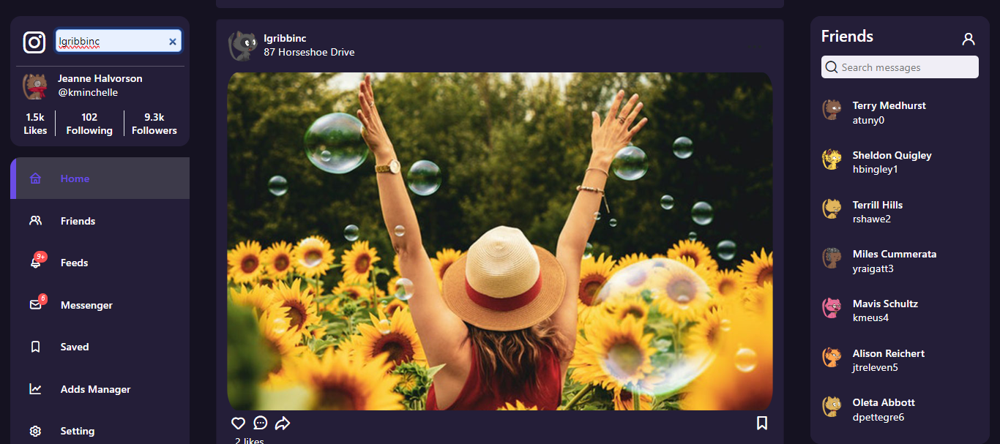 lgribbinc
Jeanne Halvorson
@kminchelle
1.5k
Likes
102
Following
9.3k
Followers
Home
Friends
9+
Feeds
6
Messenger
Saved
Adds Manager
Setting
lgribbinc
87 Horseshoe Drive
2 likes
Friends
Search messages
Terry Medhurst
atuny0
Sheldon Quigley
hbingley1
Terrill Hills
rshawe2
Miles Cummerata
yraigatt3
Mavis Schultz
kmeus4
Alison Reichert
jtreleven5
Oleta Abbott
dpettegre6